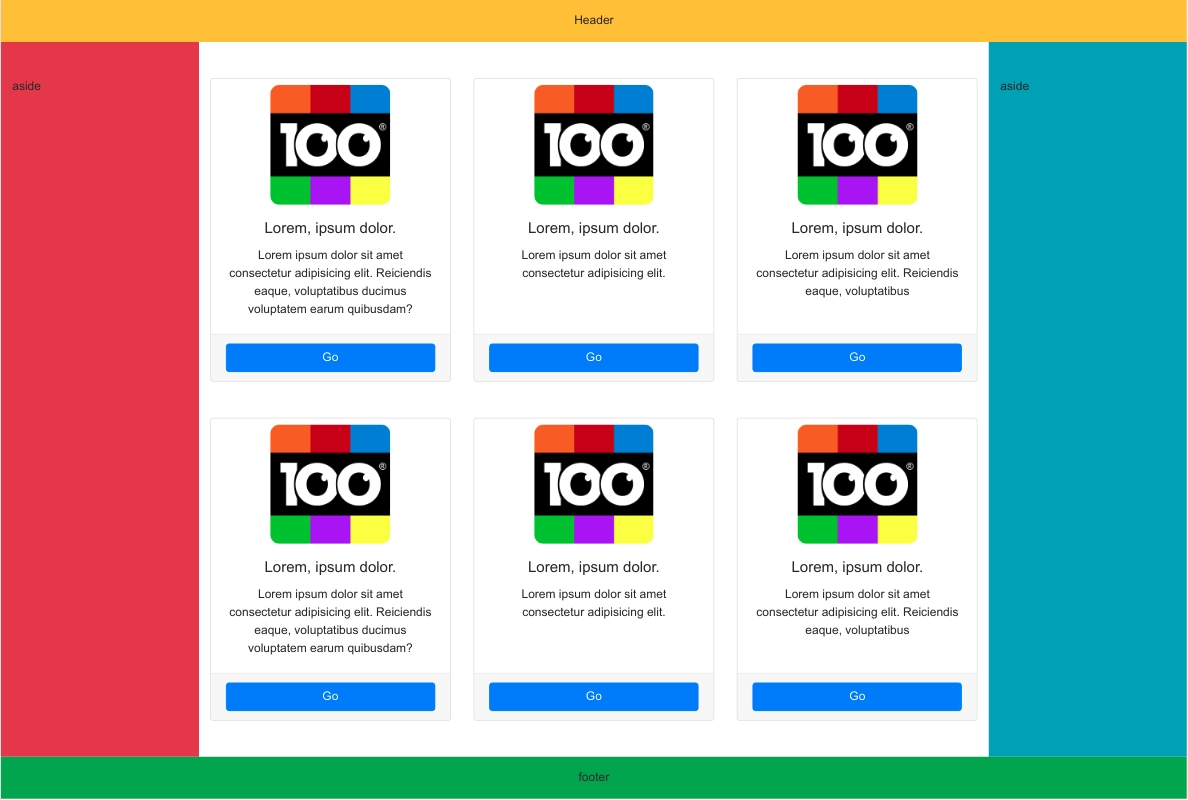 Header
aside
aside
100®
100®
100®
Lorem, ipsum dolor.
Lorem ipsum dolor sit amet
consectetur adipisicing elit. Reiciendis
eaque, voluptatibus ducimus
voluptatem earum quibusdam?
Go
Lorem, ipsum dolor.
Lorem ipsum dolor sit amet
consectetur adipisicing elit.
Go
Lorem, ipsum dolor.
Lorem ipsum dolor sit amet
consectetur adipisicing elit. Reiciendis
eaque, voluptatibus
Go
100®
100®
100®
Lorem, ipsum dolor.
Lorem ipsum dolor sit amet
consectetur adipisicing elit. Reiciendis
eaque, voluptatibus ducimus
voluptatem earum quibusdam?
Go
Lorem, ipsum dolor.
Lorem ipsum dolor sit amet
consectetur adipisicing elit.
Go
Lorem, ipsum dolor.
Lorem ipsum dolor sit amet
consectetur adipisicing elit. Reiciendis
eaque, voluptatibus
Go
footer